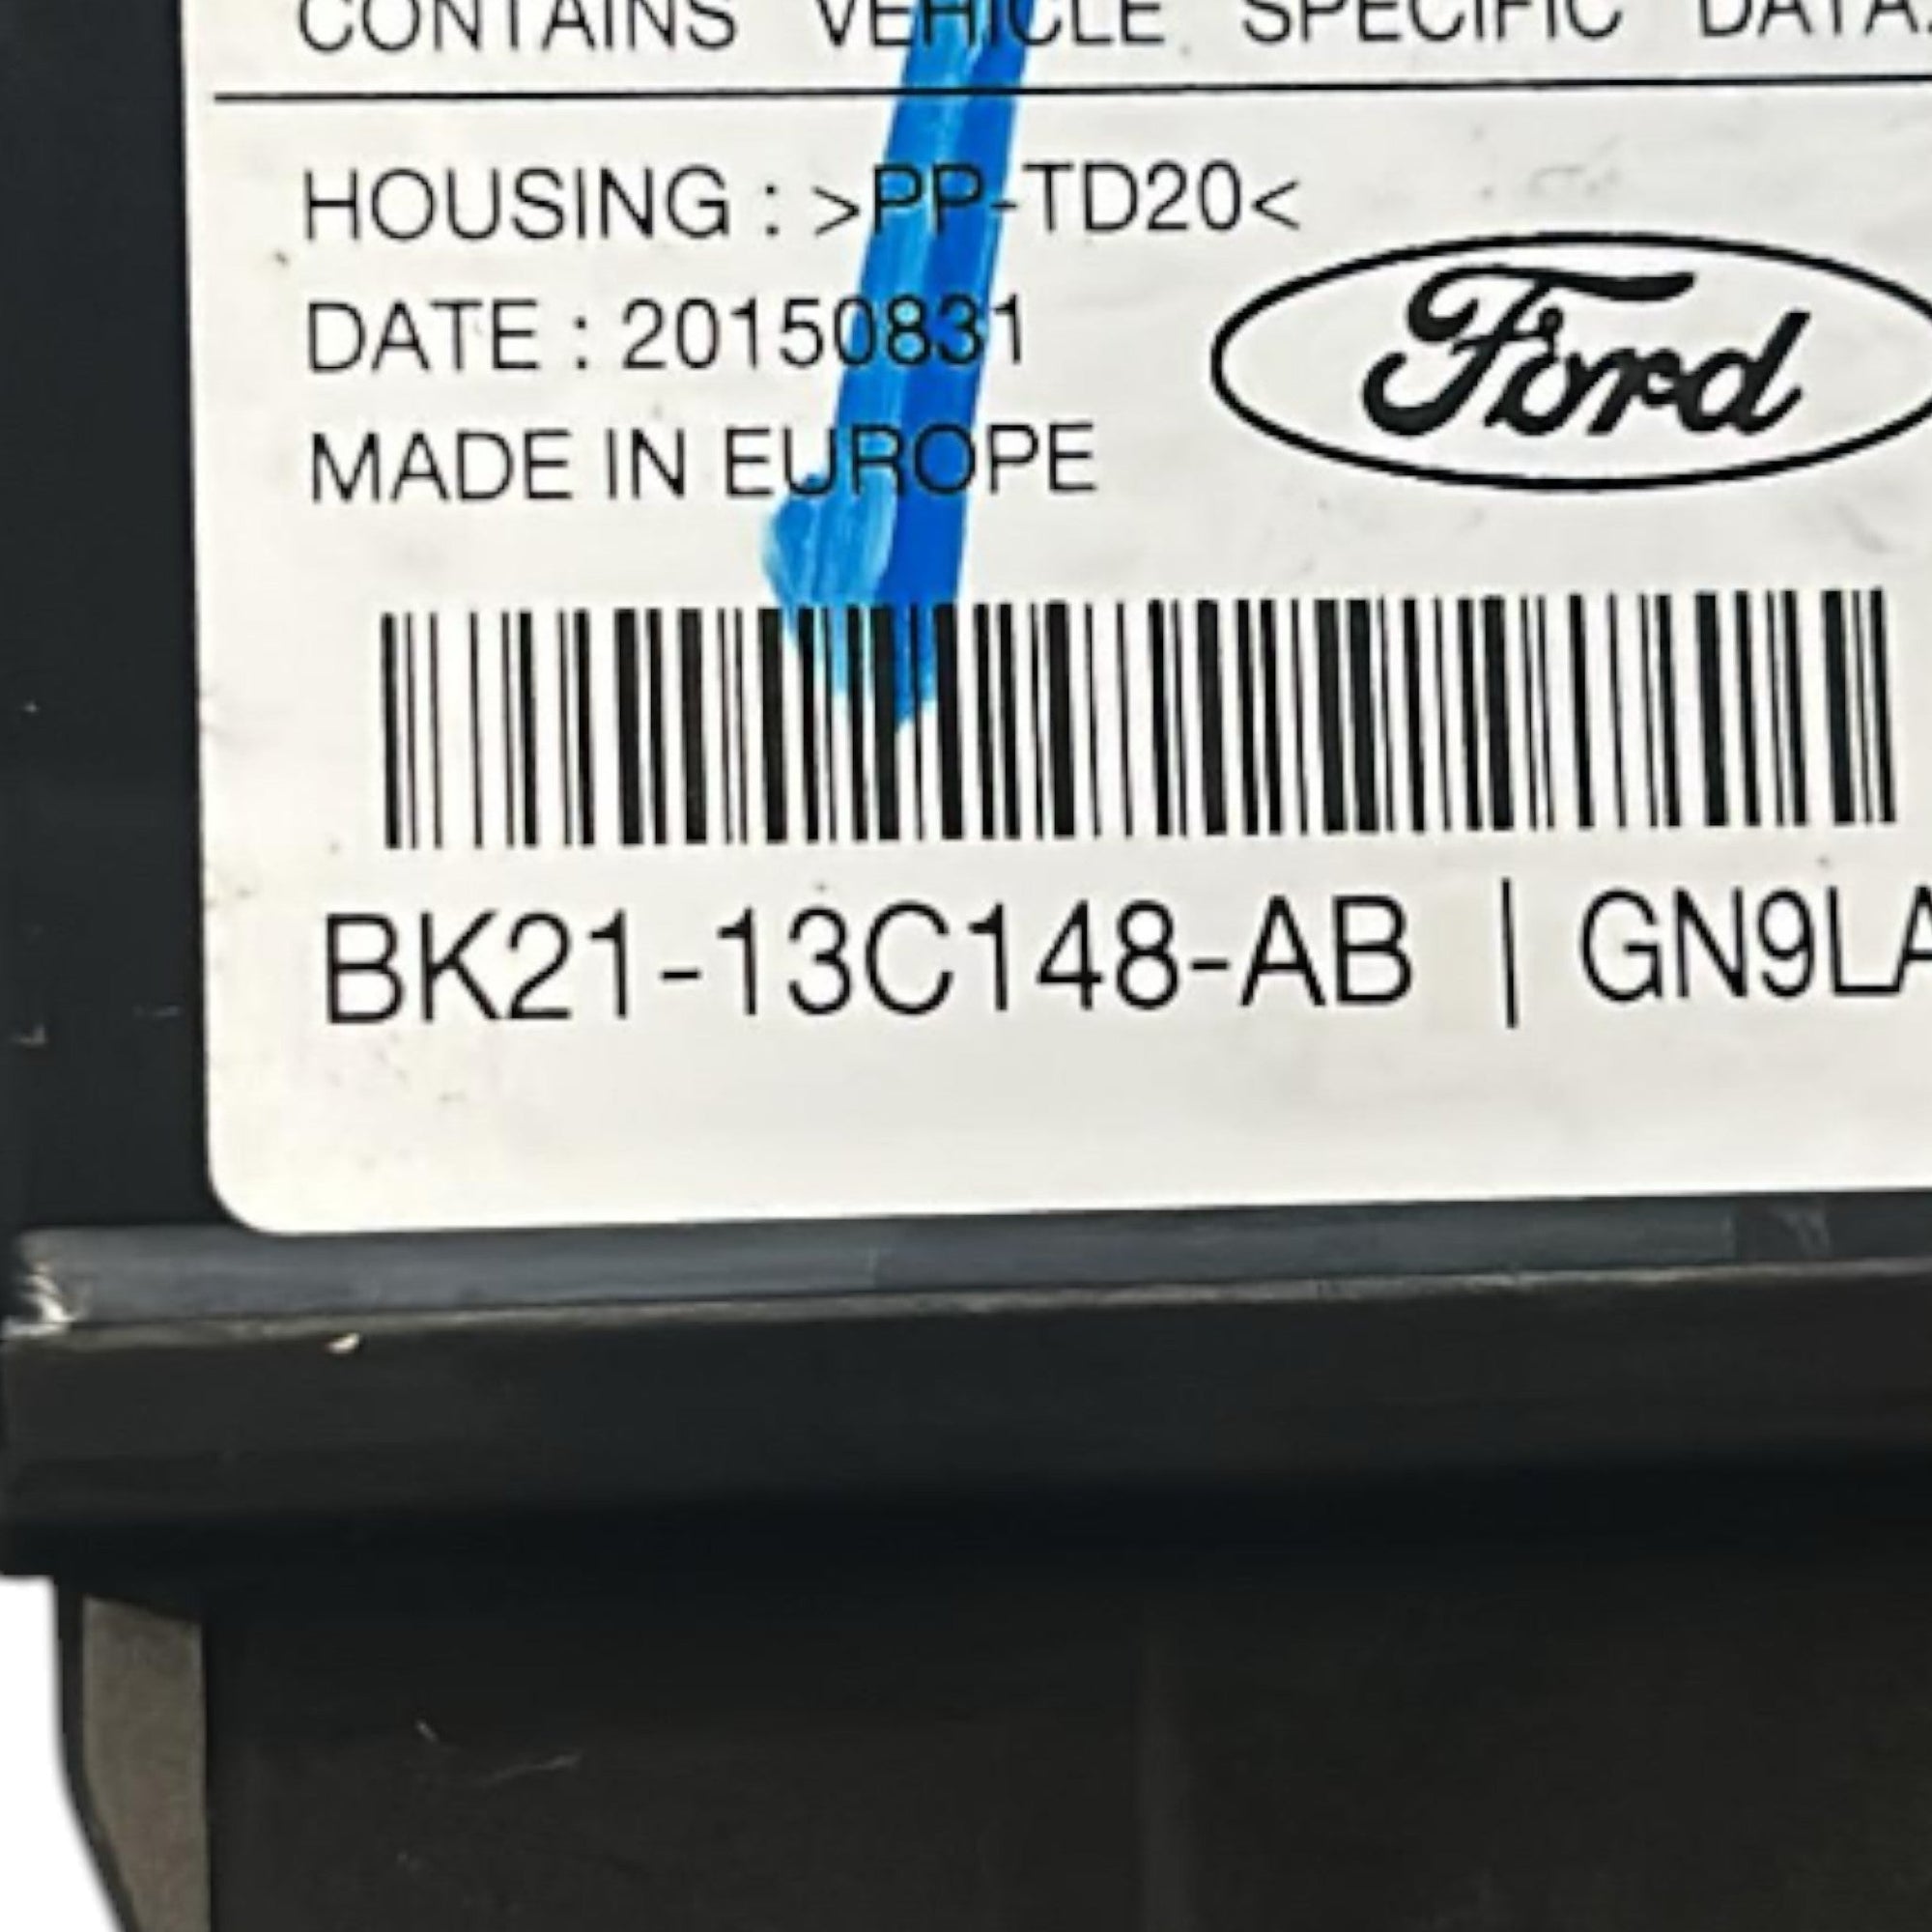 CONTAINS VEHICLE SPECIFIC DATA.
HOUSING : >PP-TD20<
DATE : 20150831
MADE IN EUROPE
Ford
BK21-13C148-AB | GN9LA